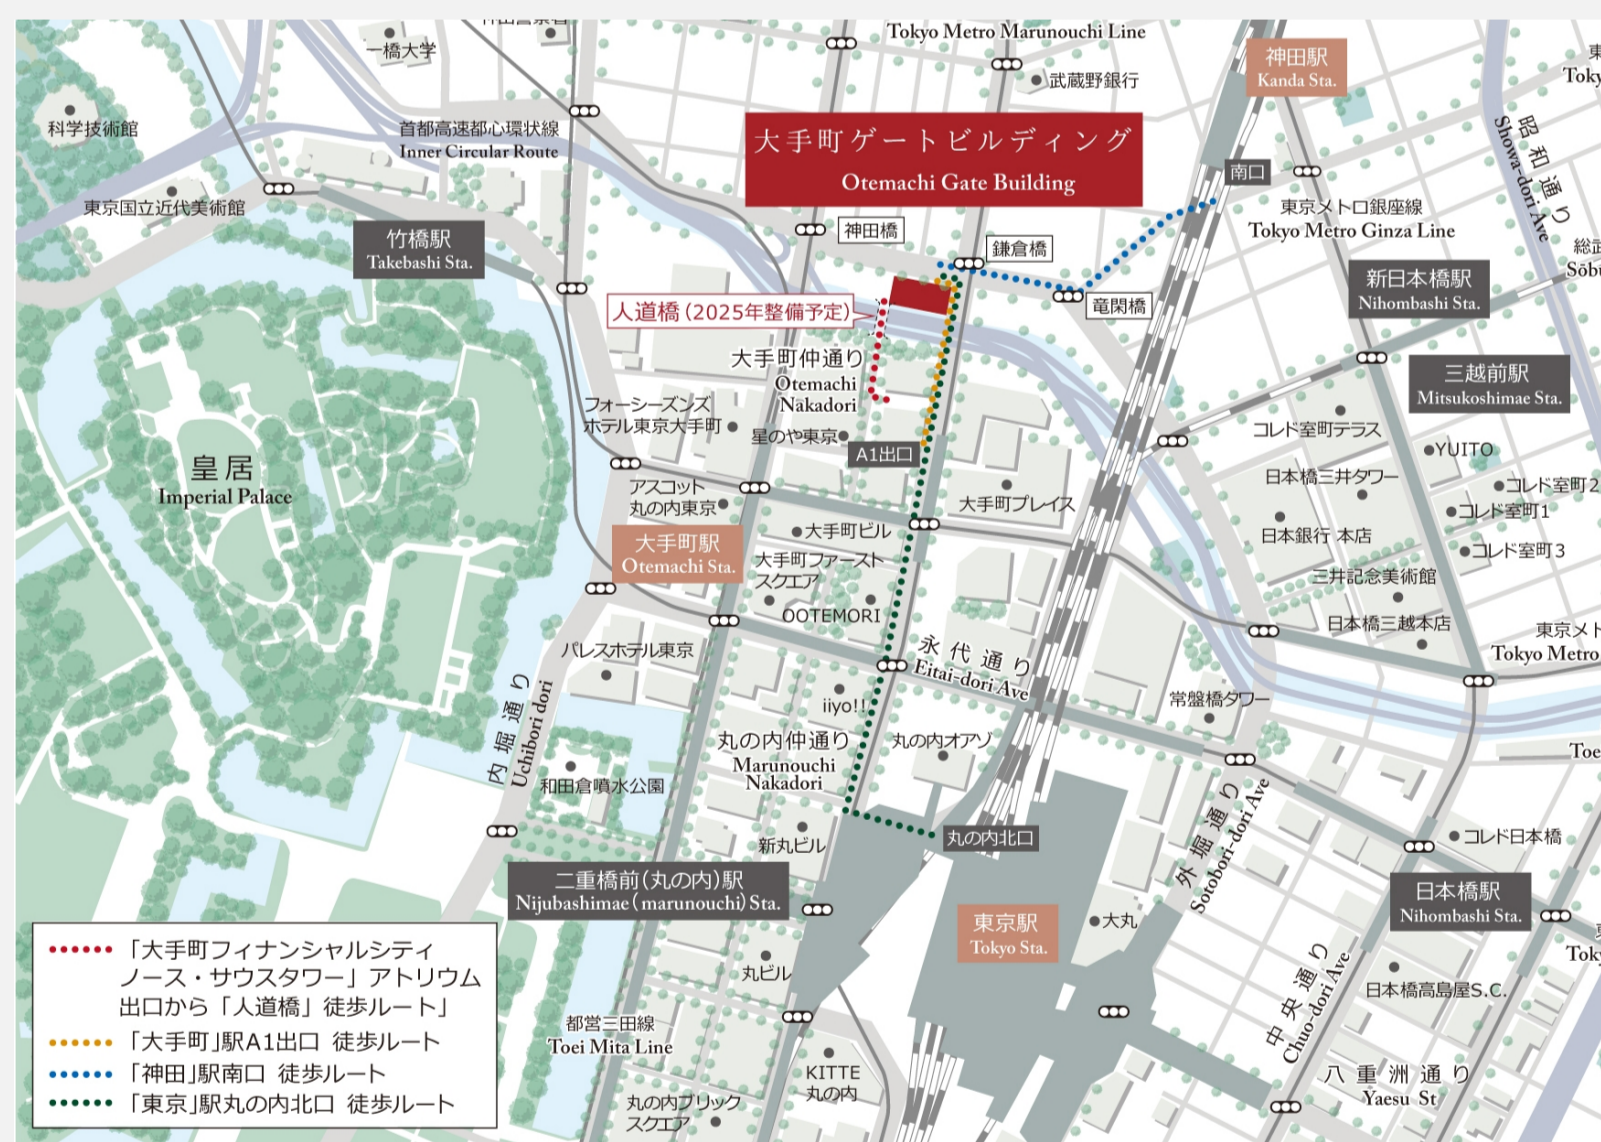 一橋大学
Tokyo Metro Marunouchi Line
武蔵野銀行
神田駅
Kanda Sta.
科学技術館
首都高速都心環状線
Inner Circular Route
大手町ゲートビルディング
Otemachi Gate Building
昭和通り
Showa-dori Ave
南口
東京国立近代美術館
東京メトロ銀座線
Tokyo Metro Ginza Line
竹橋駅
Takebashi Sta.
神田橋
鎌倉橋
新日本橋駅
Nihombashi Sta.
人道橋(2025年整備予定)
竜閑橋
大手町仲通り
Otemachi
Nakadori
三越前駅
Mitsukoshimae Sta.
フォーシーズンズ
ホテル東京大手町
星のや東京
A1出口
コレド室町テラス
YUITO
皇居
Imperial Palace
日本橋三井タワー
コレド室町2
アスコット
丸の内東京
大手町プレイス
コレド室町1
大手町ビル
日本銀行 本店
大手町駅
Otemachi Sta.
大手町ファースト
スクエア
コレド室町3
三井記念美術館
OOTEMORI
日本橋三越本店
パレスホテル東京
永代通り
Eitai-dori Ave
Tokyo Metro
内堀通り
Uchibori dori
iiyo!!
常盤橋タワー
丸の内仲通り
Marunouchi
Nakadori
丸の内オアゾ
和田倉噴水公園
外堀通り
Sotobori-dori Ave
新丸ビル
丸の内北口
コレド日本橋
二重橋前(丸の内)駅
Nijubashimae(marunouchi)Sta.
日本橋駅
Nihombashi Sta.
東京駅
Tokyo Sta.
大丸
丸ビル
中央通り
Chuo-dori Ave
日本橋高島屋S.C.
都営三田線
Toei Mita Line
KITTE
丸の内
八重洲通り
Yaesu St
丸の内ブリック
スクエア
「大手町フィナンシャルシティ
ノース・サウスタワー」アトリウム
出口から「人道橋」徒歩ルート」
「大手町」駅A1出口 徒歩ルート
「神田」駅南口 徒歩ルート
「東京」駅丸の内北口 徒歩ルート